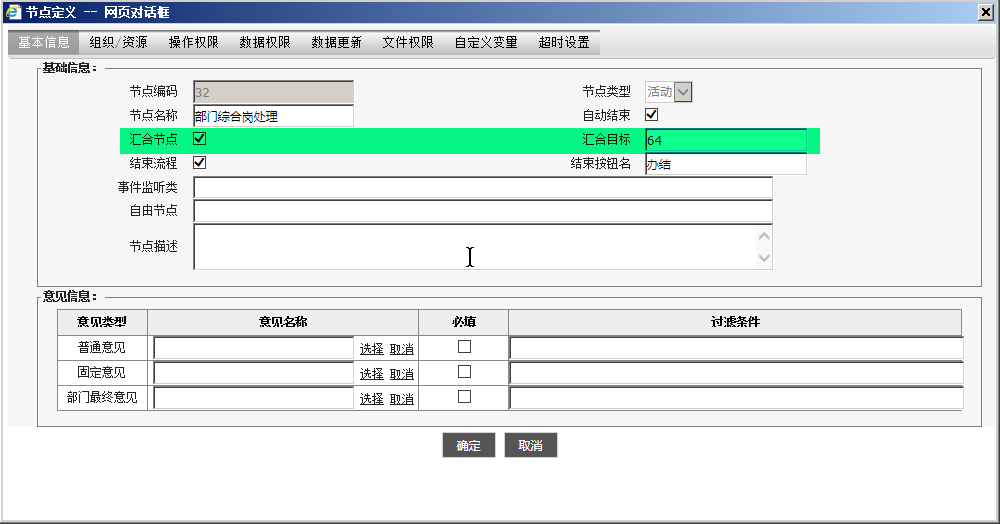 节点定义 -- 网页对话框
基本信息 组织/资源 操作权限 数据权限 数据更新 文件权限 自定义变量 超时设置
基础信息：
节点编码 32 节点类型 活动
节点名称 部门综合岗处理 自动结束
汇合节点 汇合目标 64
结束流程 结束按钮名 办结
事件监听类
自由节点
节点描述
意见信息：
意见类型 意见名称 必填 过滤条件
普通意见 选择 取消
固定意见 选择 取消
部门最终意见 选择 取消
确定 取消